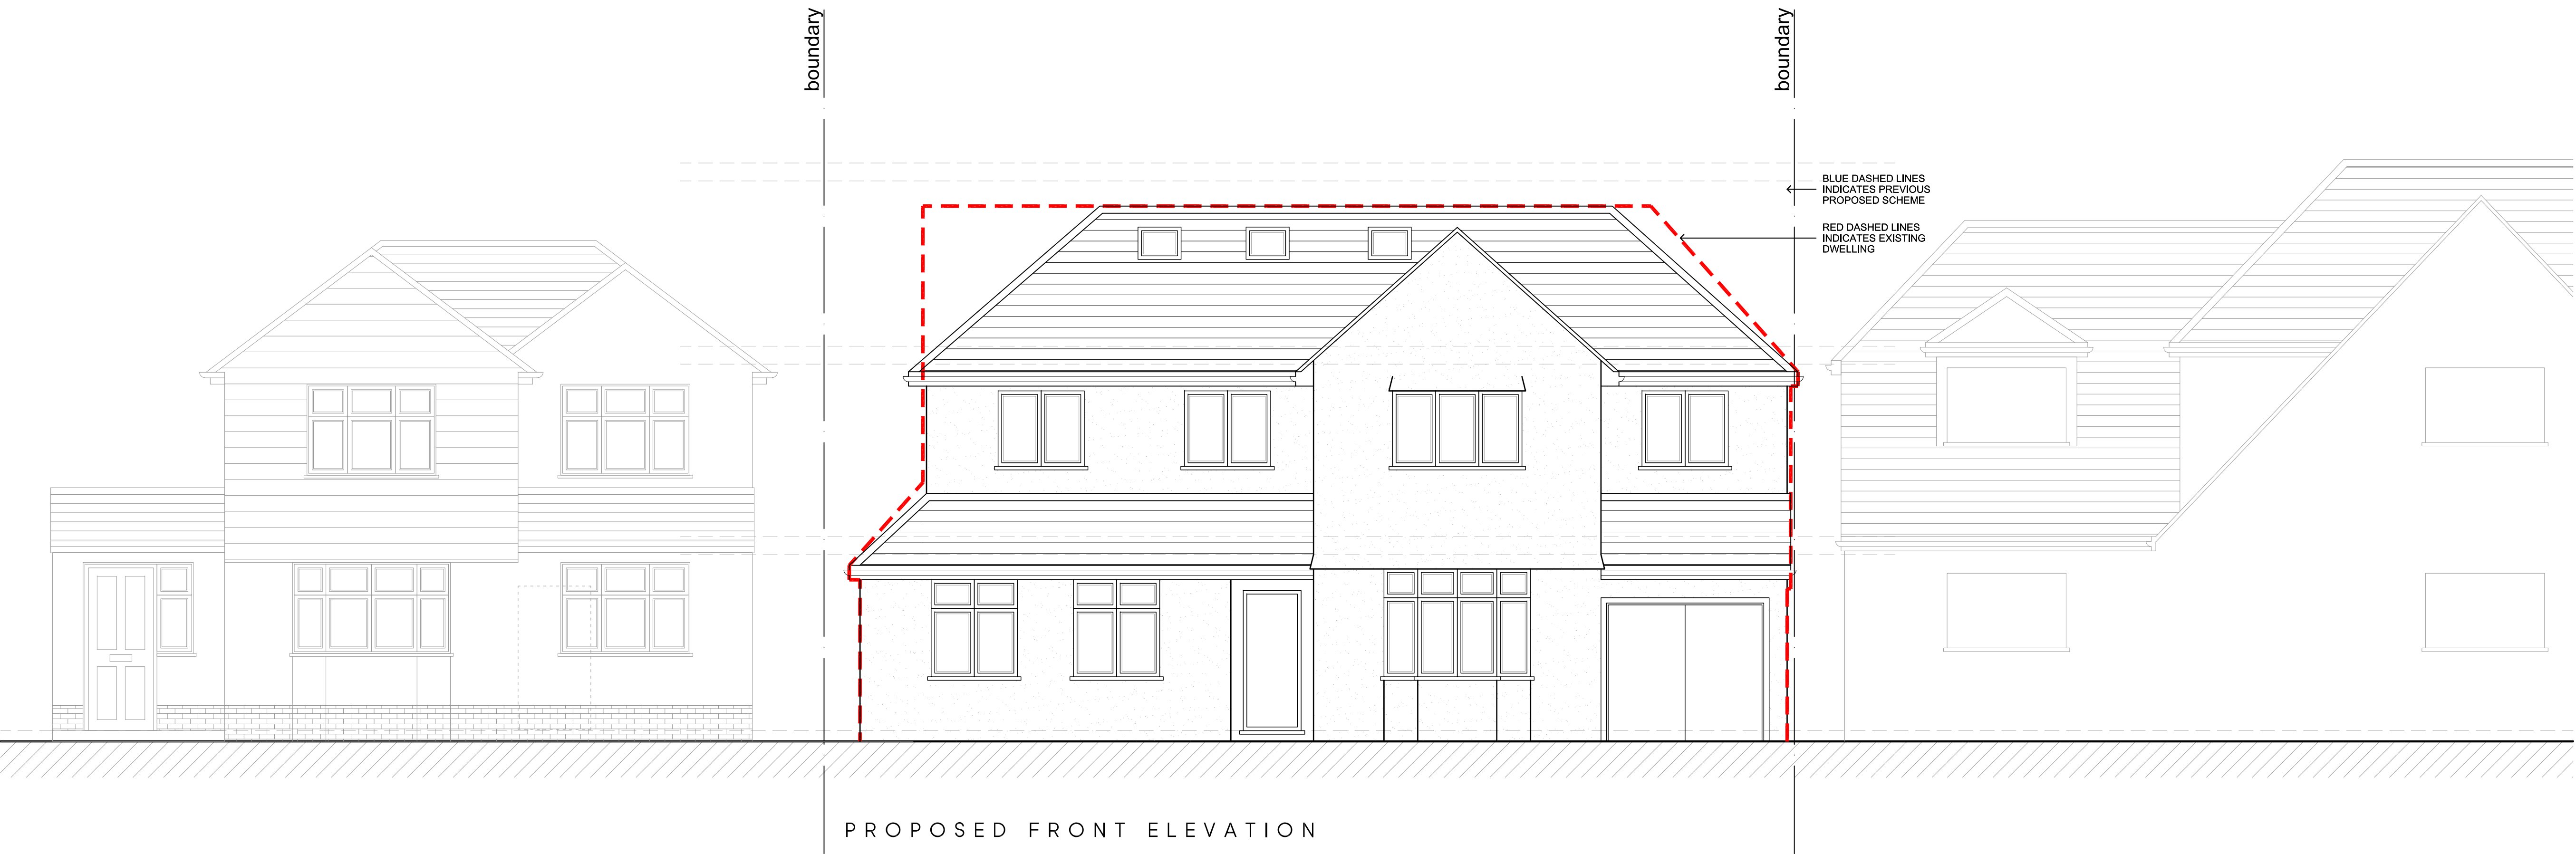 boundary
boundary
BLUE DASHED LINES
INDICATES PREVIOUS
PROPOSED SCHEME
RED DASHED LINES
INDICATES EXISTING
DWELLING
PROPOSED FRONT ELEVATION